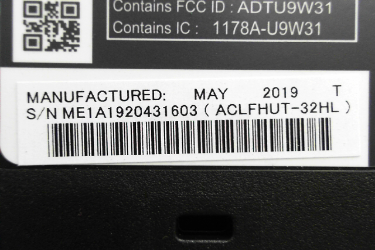 Contains FCC ID : ADTU9W31
Contains IC : 1178A-U9W31
MANUFACTURED: MAY 2019 T
S/N ME1A1920431603 ( ACLFHUT-32HL )